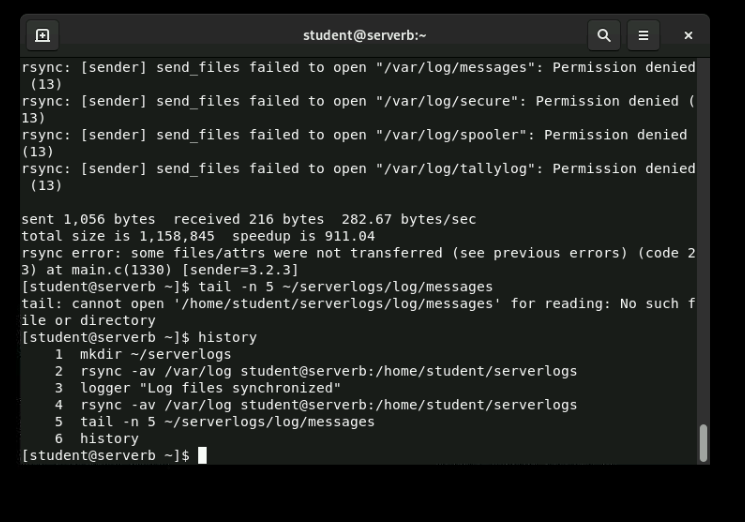 student@serverb:~
rsync: [sender] send_files failed to open "/var/log/messages": Permission denied
 (13)
rsync: [sender] send_files failed to open "/var/log/secure": Permission denied (
13)
rsync: [sender] send_files failed to open "/var/log/spooler": Permission denied
(13)
rsync: [sender] send_files failed to open "/var/log/tallylog": Permission denied
 (13)

sent 1,056 bytes  received 216 bytes  282.67 bytes/sec
total size is 1,158,845  speedup is 911.04
rsync error: some files/attrs were not transferred (see previous errors) (code 2
3) at main.c(1330) [sender=3.2.3]
[student@serverb ~]$ tail -n 5 ~/serverlogs/log/messages
tail: cannot open '/home/student/serverlogs/log/messages' for reading: No such f
ile or directory
[student@serverb ~]$ history
    1  mkdir ~/serverlogs
    2  rsync -av /var/log student@serverb:/home/student/serverlogs
    3  logger "Log files synchronized"
    4  rsync -av /var/log student@serverb:/home/student/serverlogs
    5  tail -n 5 ~/serverlogs/log/messages
    6  history
[student@serverb ~]$